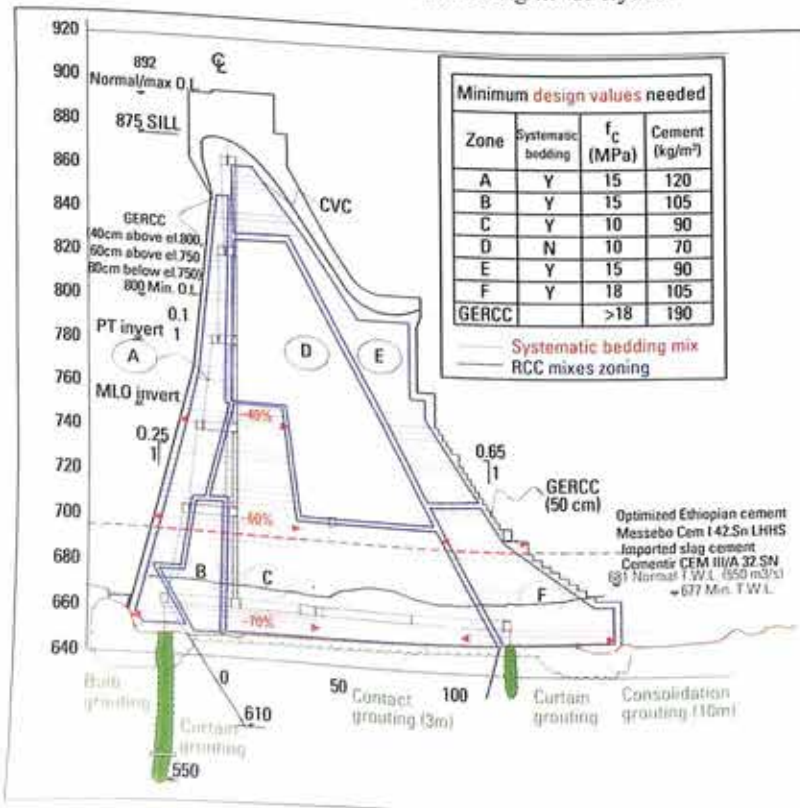 920
900
880
860
840
820
800
780
760
740
720
700
680
660
640
892
Normal/max O.L.
875 SILL
CVC
GERCC
(40cm above el.800,
60cm above el.750
80cm below el.750)
800 Min. O.L.
0.1
1
PT invert
A
MLO invert
0.25
1
D
E
-40%
-60%
-70%
B
C
F
0.65
1
GERCC
(50 cm)
Optimized Ethiopian cement
Messebo Cem I 42.Sn LHHS
Imported slag cement
Cementir CEM III/A 32.SN
681 Normal T.W.L. (550 m3/s)
677 Min. T.W.L.
Minimum design values needed
Zone Systematic bedding fC (MPa) Cement (kg/m³)
A Y 15 120
B Y 15 105
C Y 10 90
D N 10 70
E Y 15 90
F Y 18 105
GERCC >18 190
Systematic bedding mix
RCC mixes zoning
0
50
100
Bulb
grouting
Curtain
grouting
610
550
Contact
grouting (3m)
Curtain
grouting
Consolidation
grouting (10m)